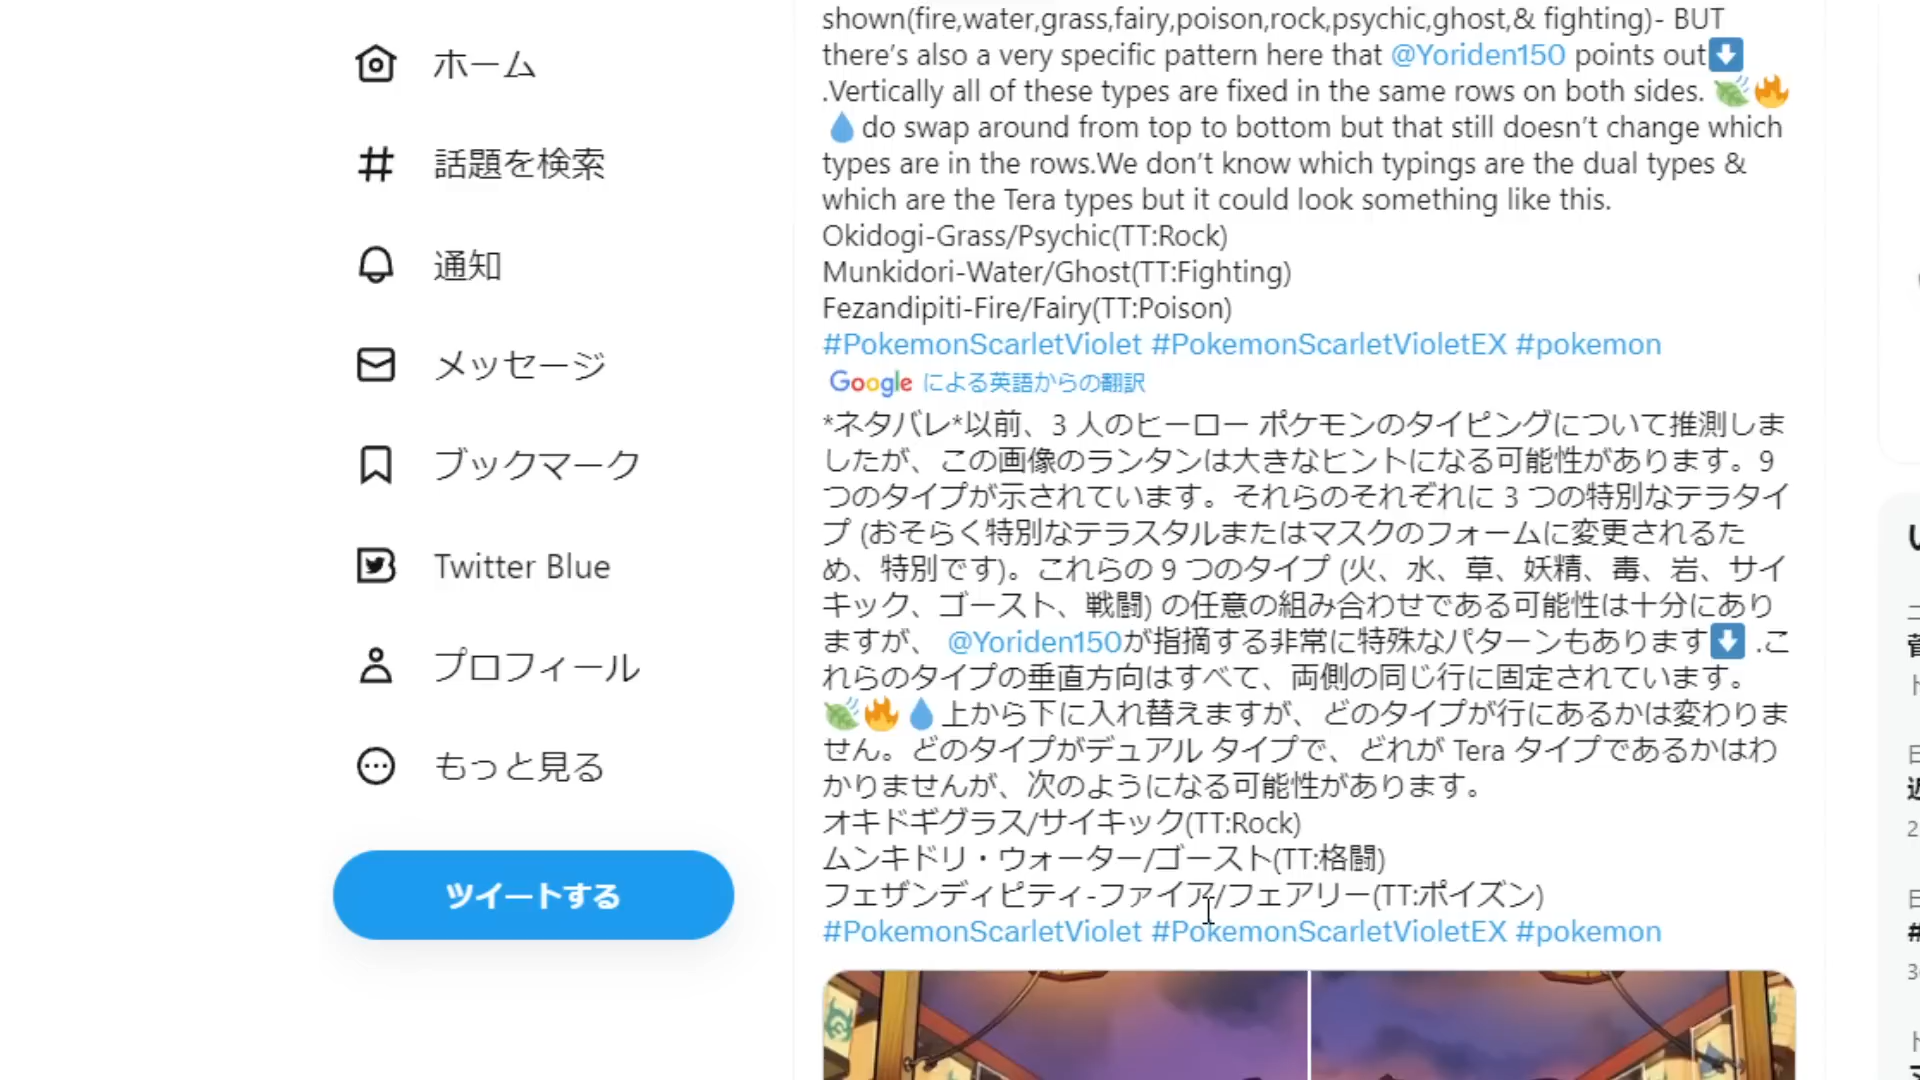 ホーム
話題を検索
通知
メッセージ
ブックマーク
Twitter Blue
プロフィール
もっと見る
ツイートする
shown(fire,water,grass,fairy,poison,rock,psychic,ghost,& fighting)- BUT
there's also a very specific pattern here that @Yoriden150 points out⬇️
.Vertically all of these types are fixed in the same rows on both sides. 🍃🔥
💧do swap around from top to bottom but that still doesn't change which
types are in the rows.We don't know which typings are the dual types &
which are the Tera types but it could look something like this.
Okidogi-Grass/Psychic(TT:Rock)
Munkidori-Water/Ghost(TT:Fighting)
Fezandipiti-Fire/Fairy(TT:Poison)
#PokemonScarletViolet #PokemonScarletVioletEX #pokemon
Google による英語からの翻訳
*ネタバレ*以前、3 人のヒーロー ポケモンのタイピングについて推測しま
したが、この画像のランタンは大きなヒントになる可能性があります。9
つのタイプが示されています。それらのそれぞれに 3 つの特別なテラタイ
プ (おそらく特別なテラスタルまたはマスクのフォームに変更されるた
め、特別です)。これらの 9 つのタイプ (火、水、草、妖精、毒、岩、サイ
キック、ゴースト、戦闘) の任意の組み合わせである可能性は十分にあり
ますが、 @Yoriden150が指摘する非常に特殊なパターンもあります⬇️ .こ
れらのタイプの垂直方向はすべて、両側の同じ行に固定されています。
🍃🔥💧上から下に入れ替えますが、どのタイプが行にあるかは変わりま
せん。どのタイプがデュアル タイプで、どれが Tera タイプであるかはわ
かりませんが、次のようになる可能性があります。
オキドギグラス/サイキック(TT:Rock)
ムンキドリ・ウォーター/ゴースト(TT:格闘)
フェザンディピティ-ファイア/フェアリー(TT:ポイズン)
#PokemonScarletViolet #PokemonScarletVioletEX #pokemon